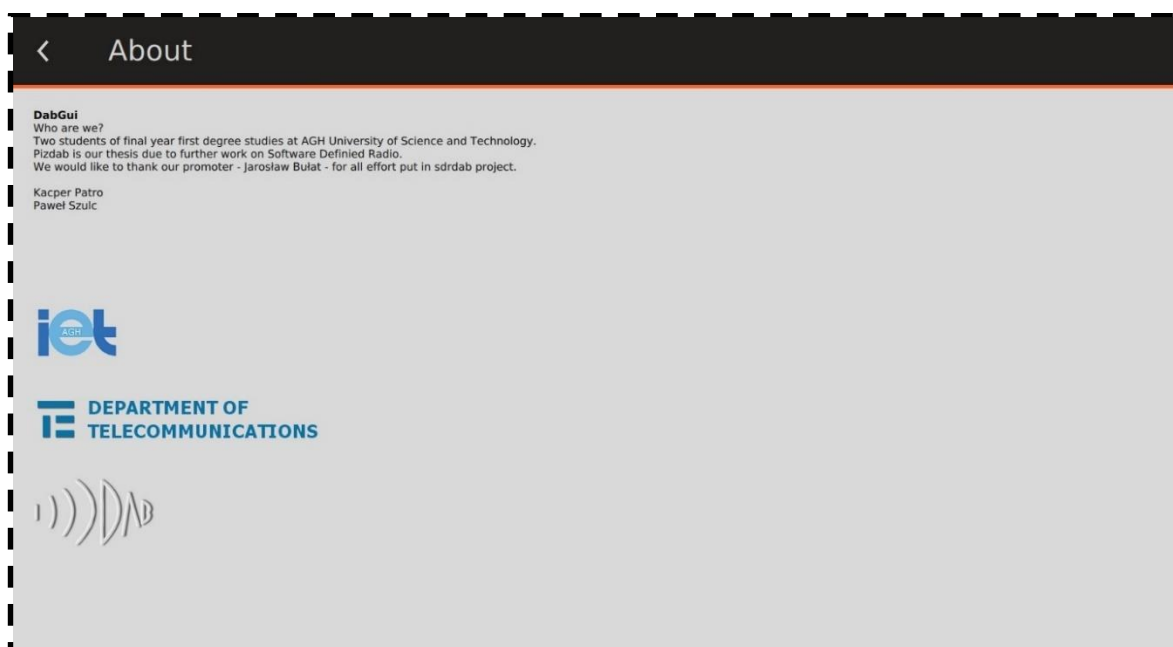 About
DabGui
Who are we?
Two students of final year first degree studies at AGH University of Science and Technology.
Pizdab is our thesis due to further work on Software Definied Radio.
We would like to thank our promoter - Jarosław Bułat - for all effort put in sdrdab project.
Kacper Patro
Paweł Szulc
iet
AGH
DEPARTMENT OF
TELECOMMUNICATIONS
DAB